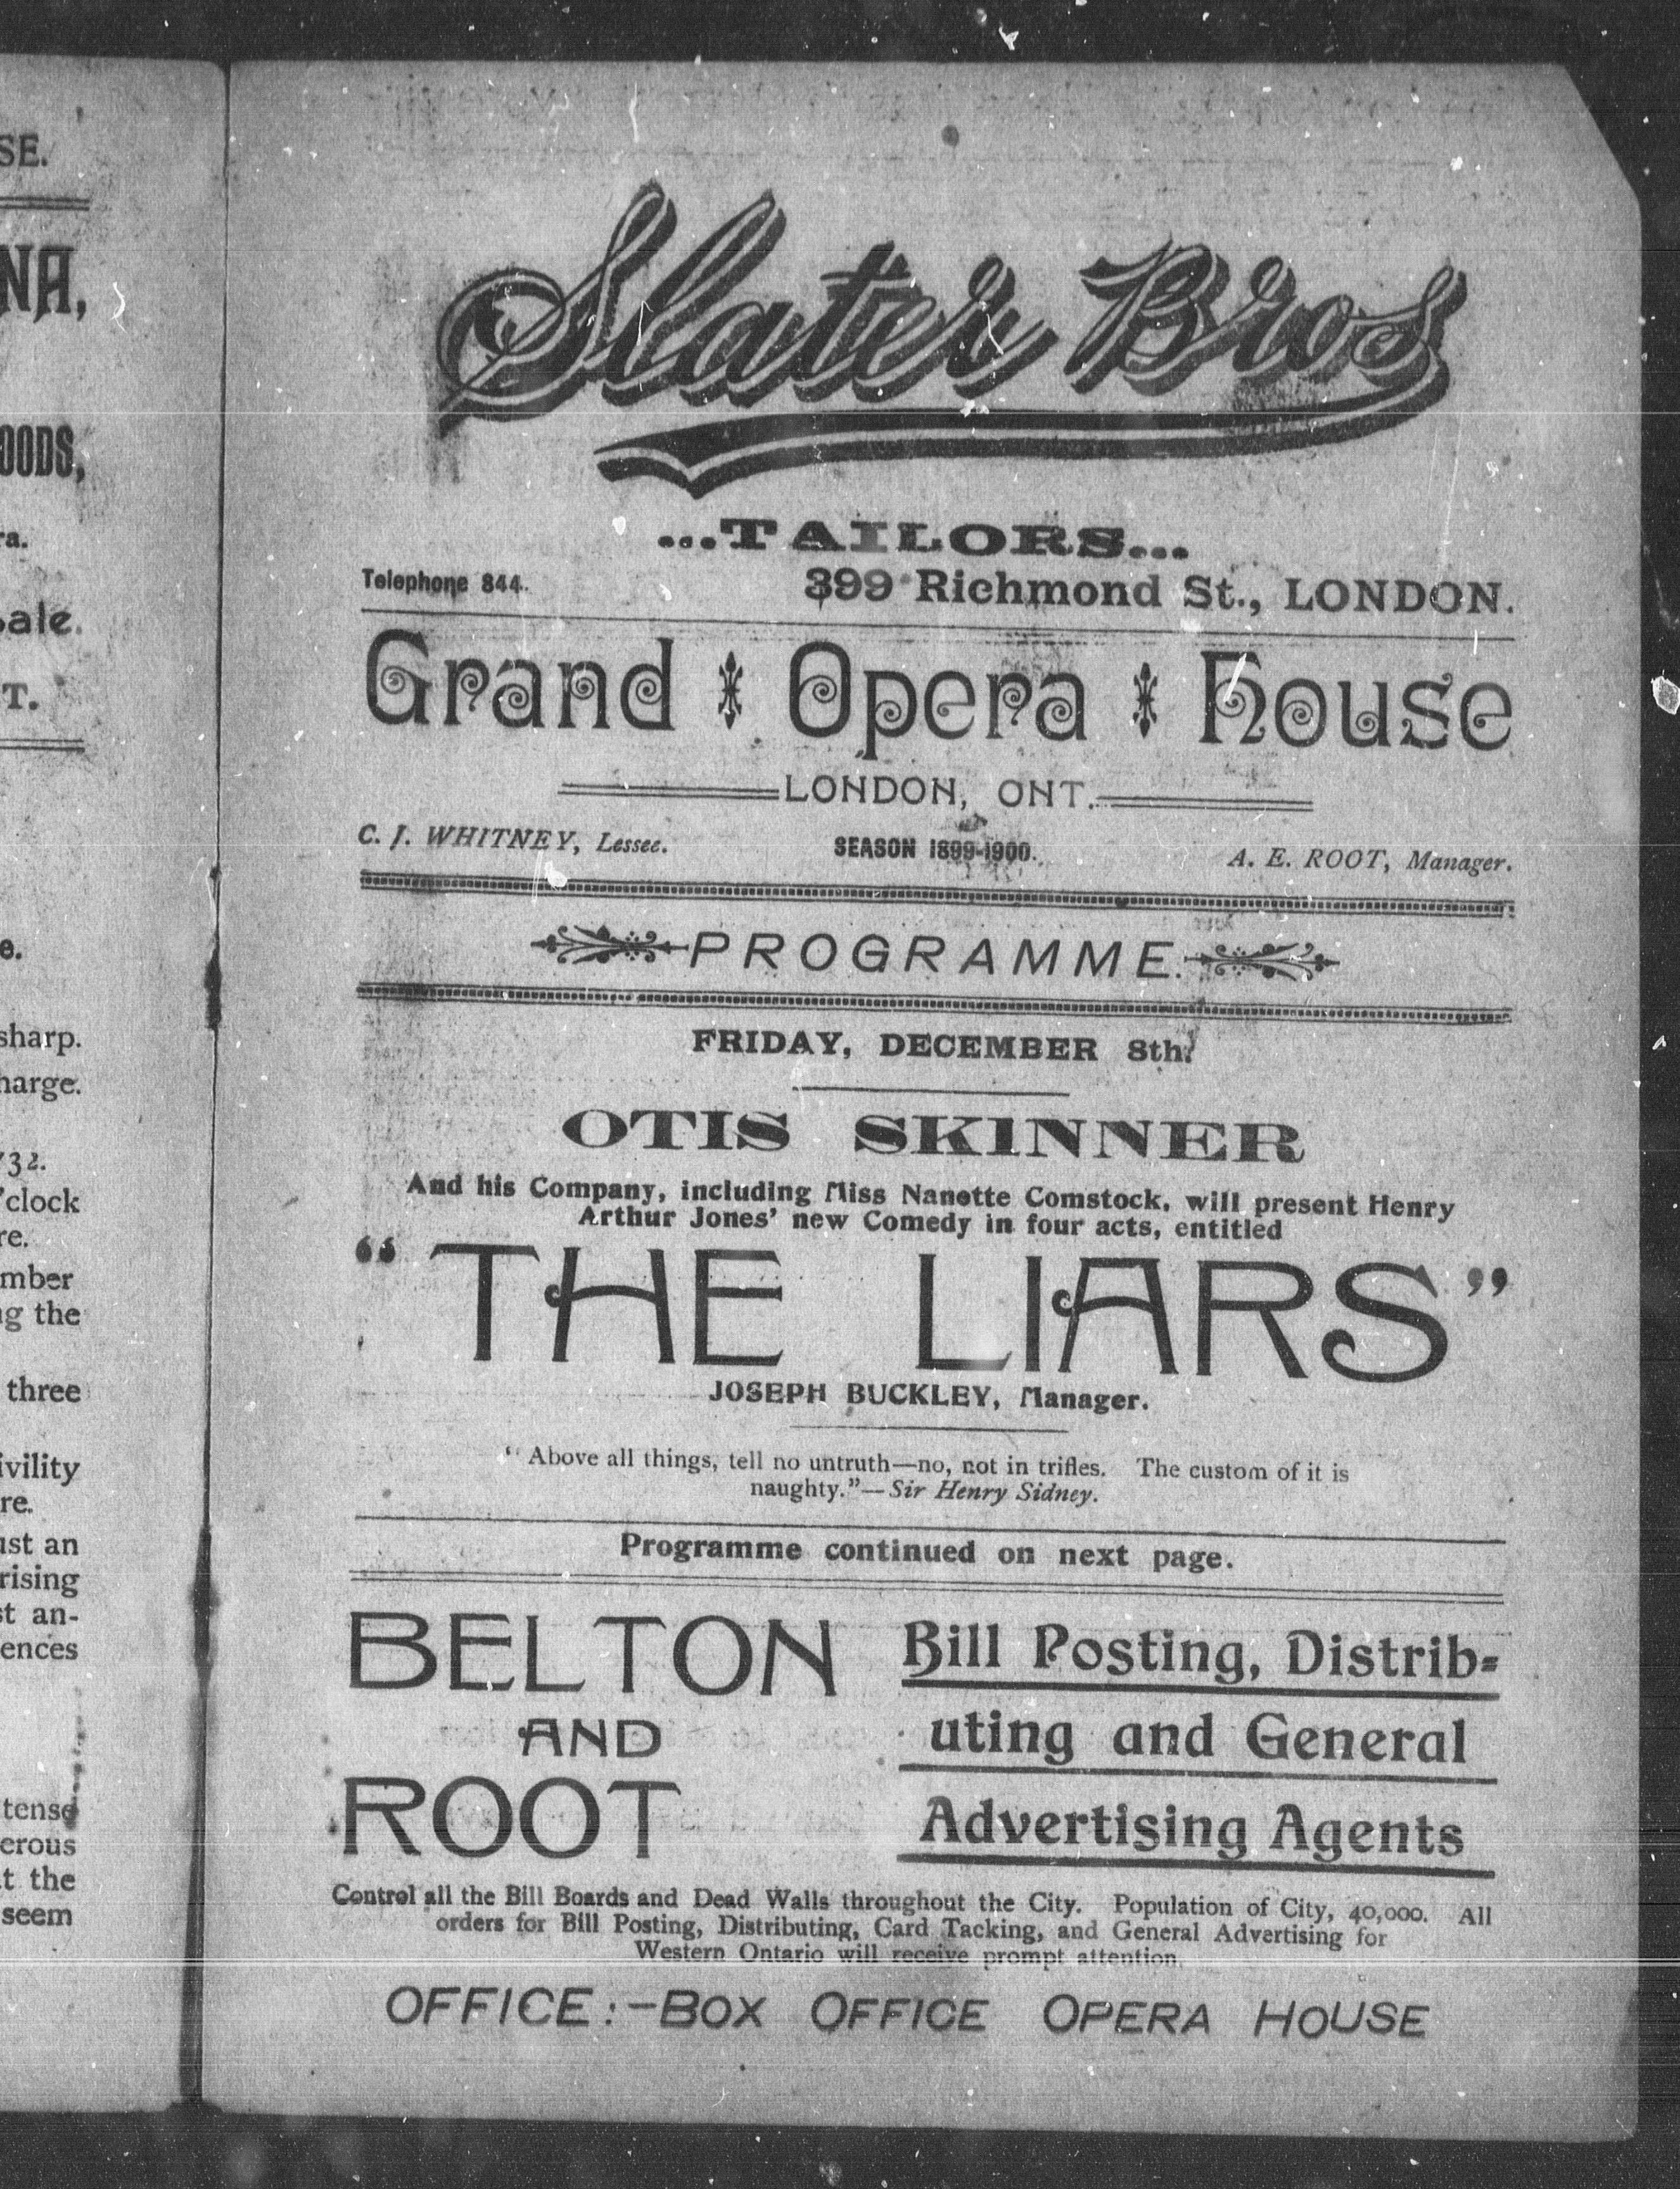 SE.
NA,
OODS,
ra.
ale.
T.
e.
sharp.
harge.
732.
'clock
re.
mber
ng the
three
ivility
re.
ust an
rising
st an-
ences
tense
erous
t the
seem
Slater Bros
...TAILORS...
Telephone 844. 399 Richmond St., LONDON.
Grand Opera House
LONDON, ONT.
C. J. WHITNEY, Lessee. SEASON 1899-1900. A. E. ROOT, Manager.
PROGRAMME.
FRIDAY, DECEMBER 8th.
OTIS SKINNER
And his Company, including Miss Nanette Comstock, will present Henry
Arthur Jones' new Comedy in four acts, entitled
“THE LIARS”
JOSEPH BUCKLEY, Manager.
“Above all things, tell no untruth—no, not in trifles. The custom of it is
naughty.”—Sir Henry Sidney.
Programme continued on next page.
BELTON
AND
ROOT
Bill Posting, Distrib-
uting and General
Advertising Agents
Control all the Bill Boards and Dead Walls throughout the City. Population of City, 40,000. All
orders for Bill Posting, Distributing, Card Tacking, and General Advertising for
Western Ontario will receive prompt attention.
OFFICE:-BOX OFFICE OPERA HOUSE